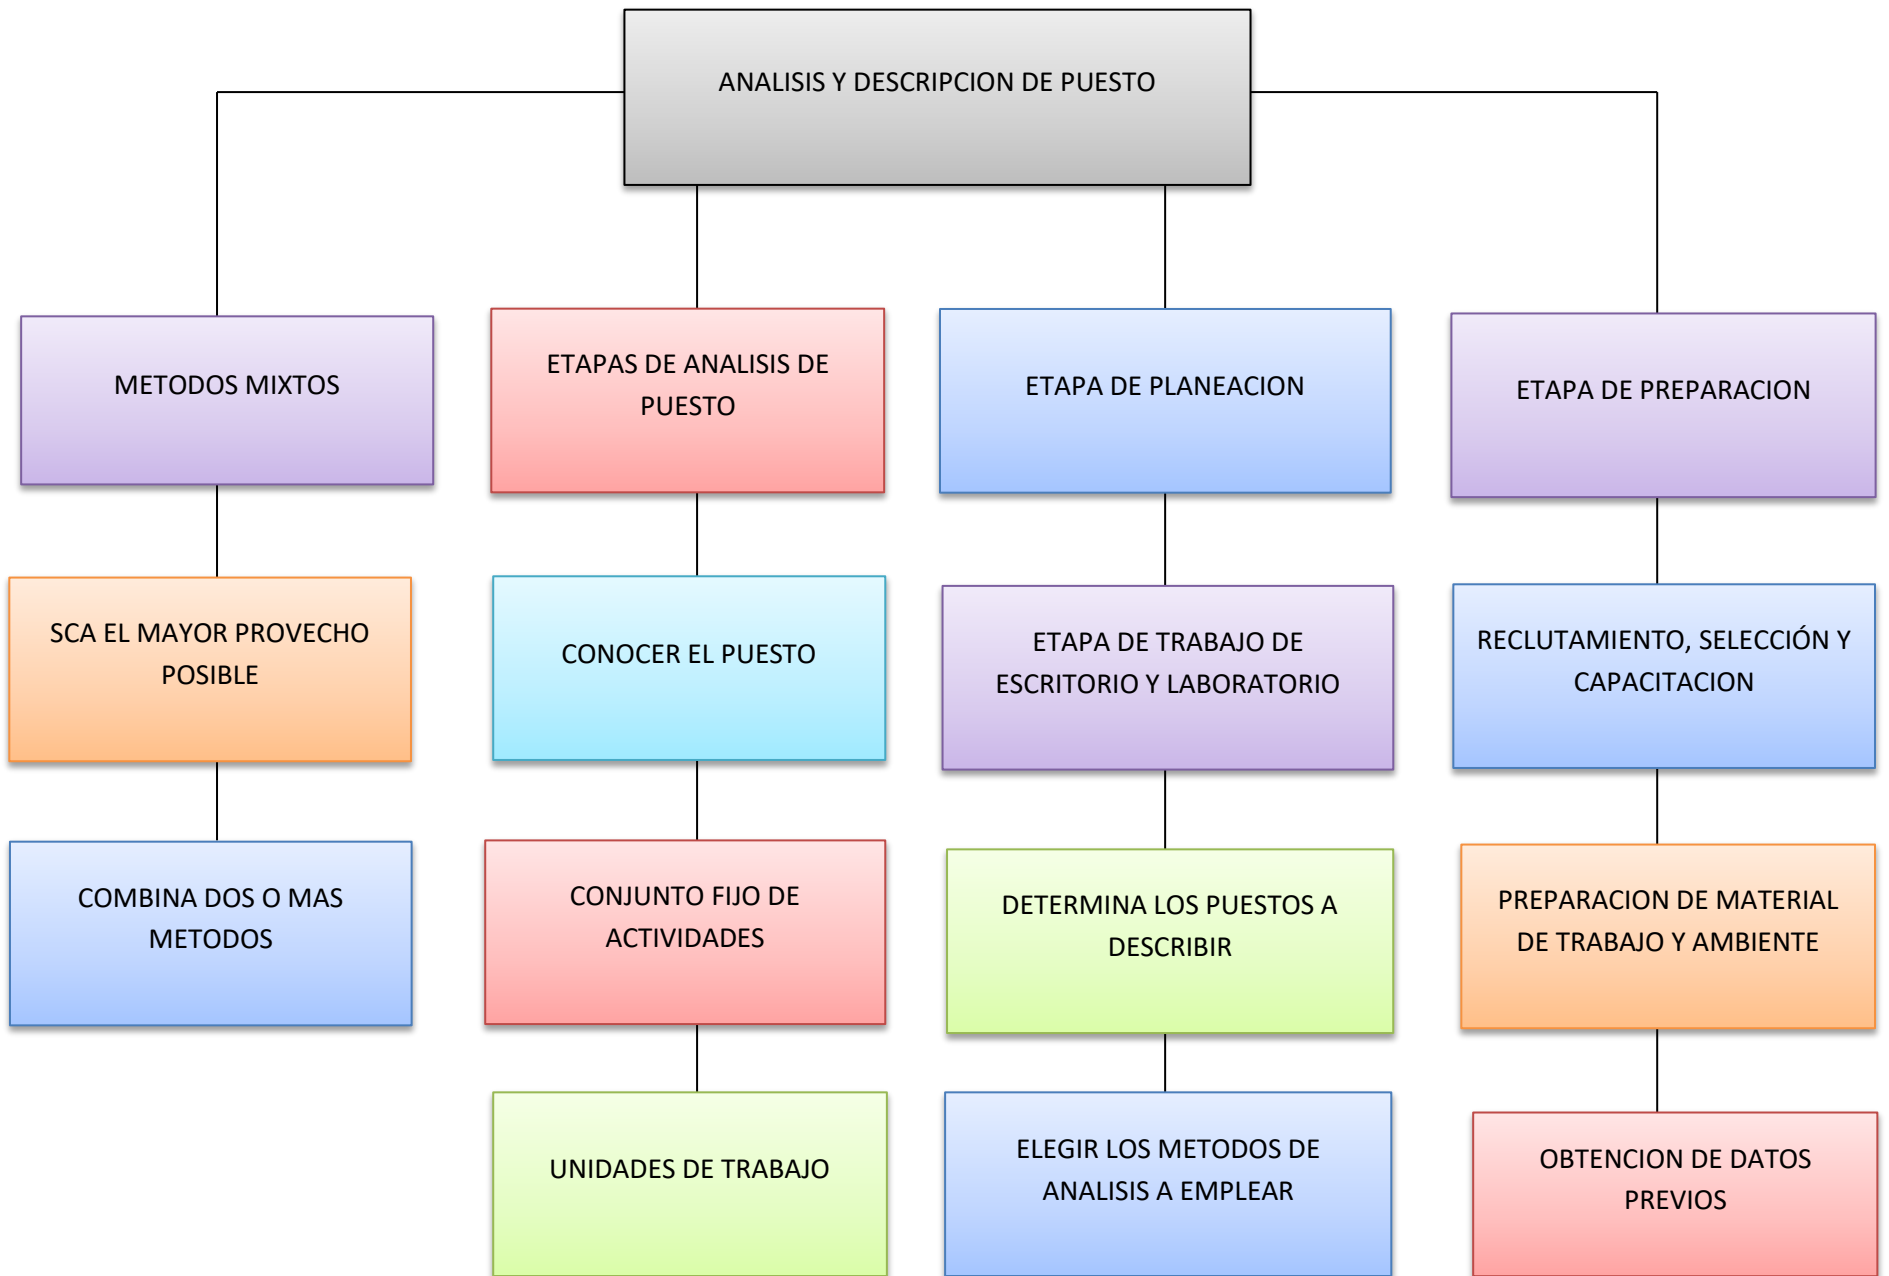 ANALISIS Y DESCRIPCION DE PUESTO
METODOS MIXTOS
ETAPAS DE ANALISIS DE
PUESTO
ETAPA DE PLANEACION
ETAPA DE PREPARACION
SCA EL MAYOR PROVECHO
POSIBLE
CONOCER EL PUESTO
ETAPA DE TRABAJO DE
ESCRITORIO Y LABORATORIO
RECLUTAMIENTO, SELECCIÓN Y
CAPACITACION
COMBINA DOS O MAS
METODOS
CONJUNTO FIJO DE
ACTIVIDADES
DETERMINA LOS PUESTOS A
DESCRIBIR
PREPARACION DE MATERIAL
DE TRABAJO Y AMBIENTE
UNIDADES DE TRABAJO
ELEGIR LOS METODOS DE
ANALISIS A EMPLEAR
OBTENCION DE DATOS
PREVIOS